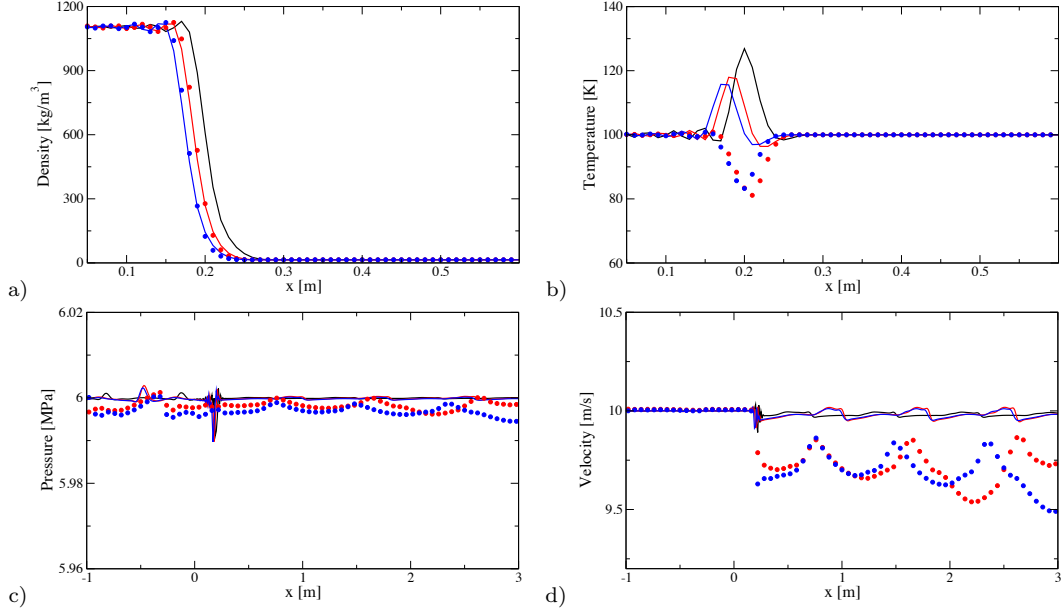 1200
900
600
300
0
Density [kg/m³]
0.1 0.2 0.3 0.4 0.5
x [m]
a)
140
120
100
80
60
Temperature [K]
0.1 0.2 0.3 0.4 0.5
x [m]
b)
6.02
6
5.98
5.96
Pressure [MPa]
-1 0 1 2 3
x [m]
c)
10.5
10
9.5
Velocity [m/s]
-1 0 1 2 3
x [m]
d)